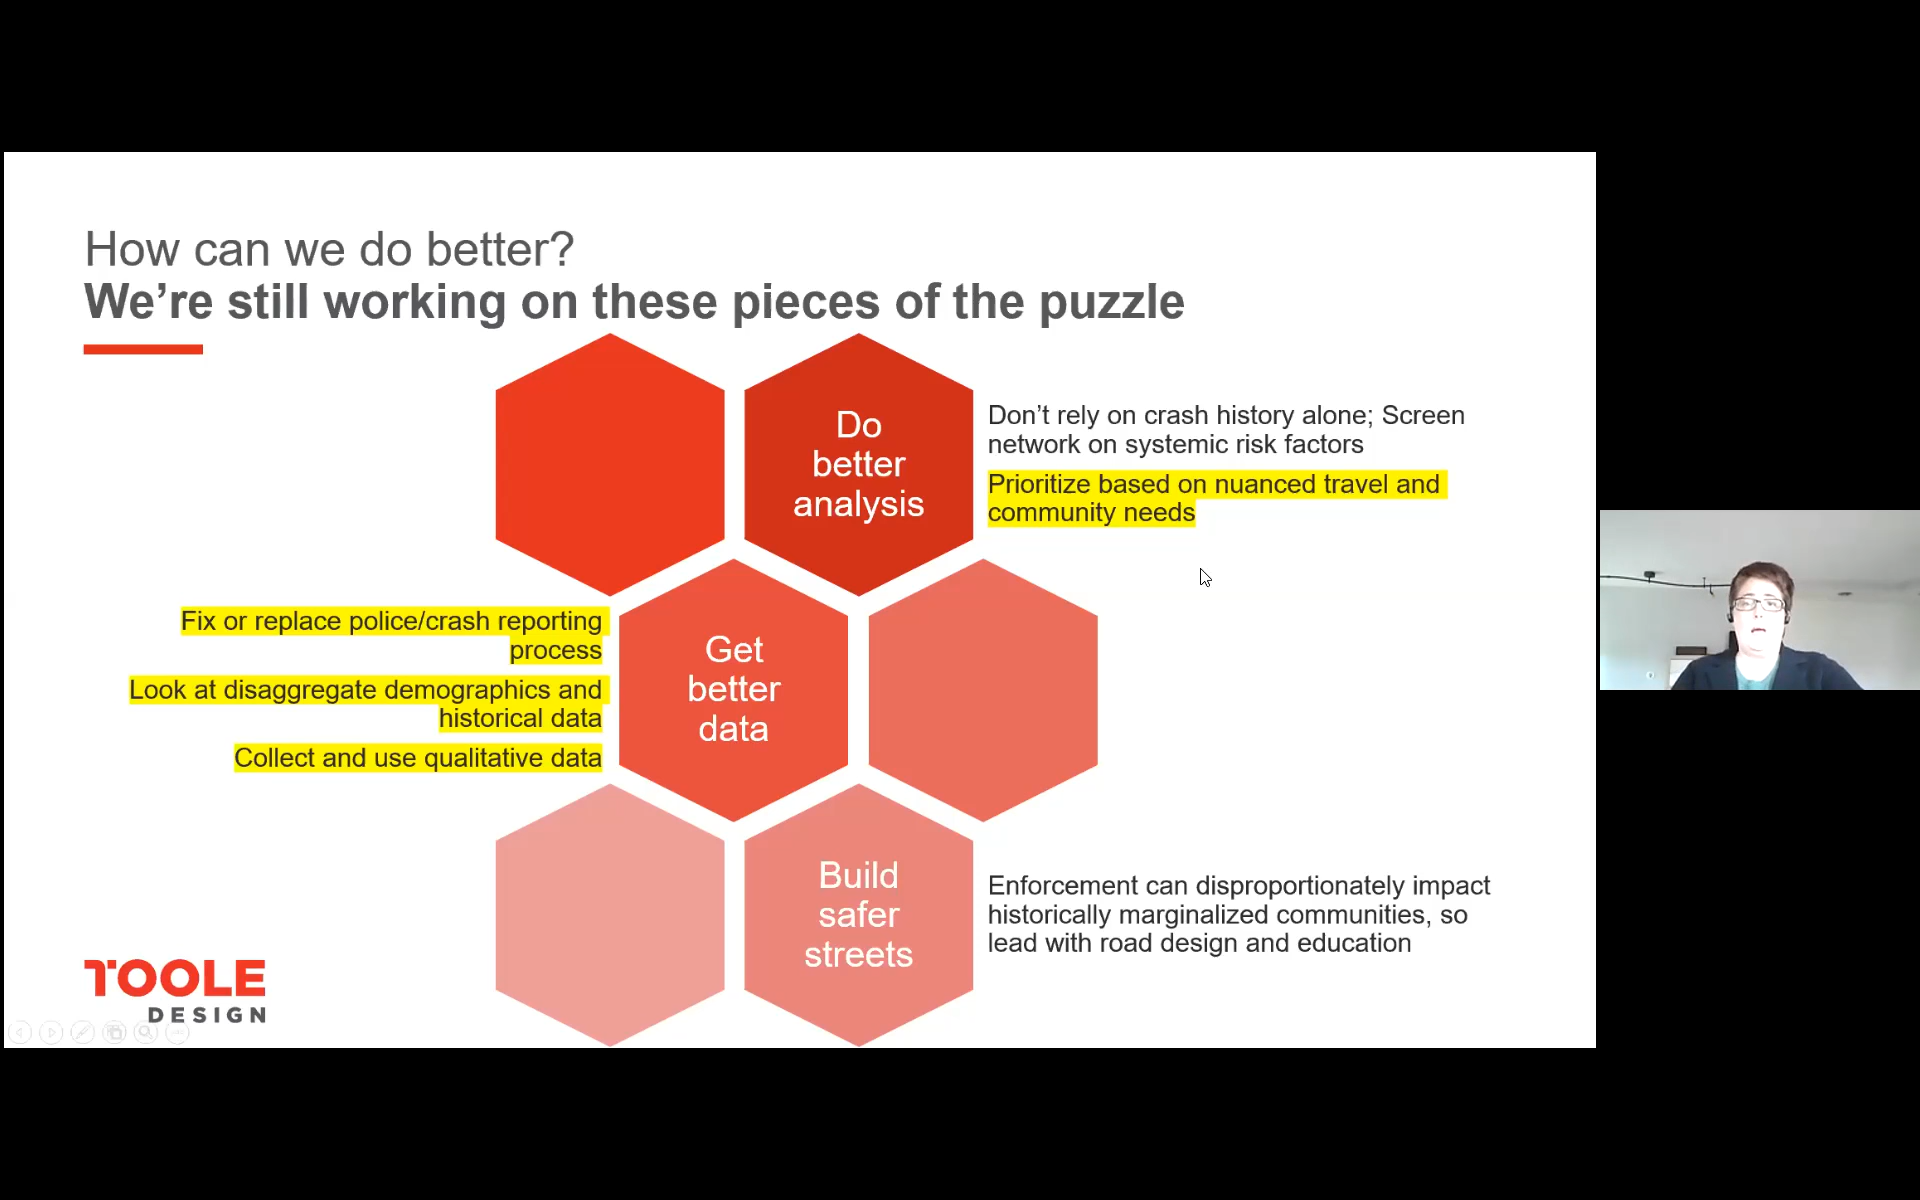 How can we do better?
We're still working on these pieces of the puzzle
Do
better
analysis
Don't rely on crash history alone; Screen
network on systemic risk factors
Prioritize based on nuanced travel and
community needs
Fix or replace police/crash reporting
process
Look at disaggregate demographics and
historical data
Collect and use qualitative data
Get
better
data
Build
safer
streets
Enforcement can disproportionately impact
historically marginalized communities, so
lead with road design and education
TOOLE
DESIGN